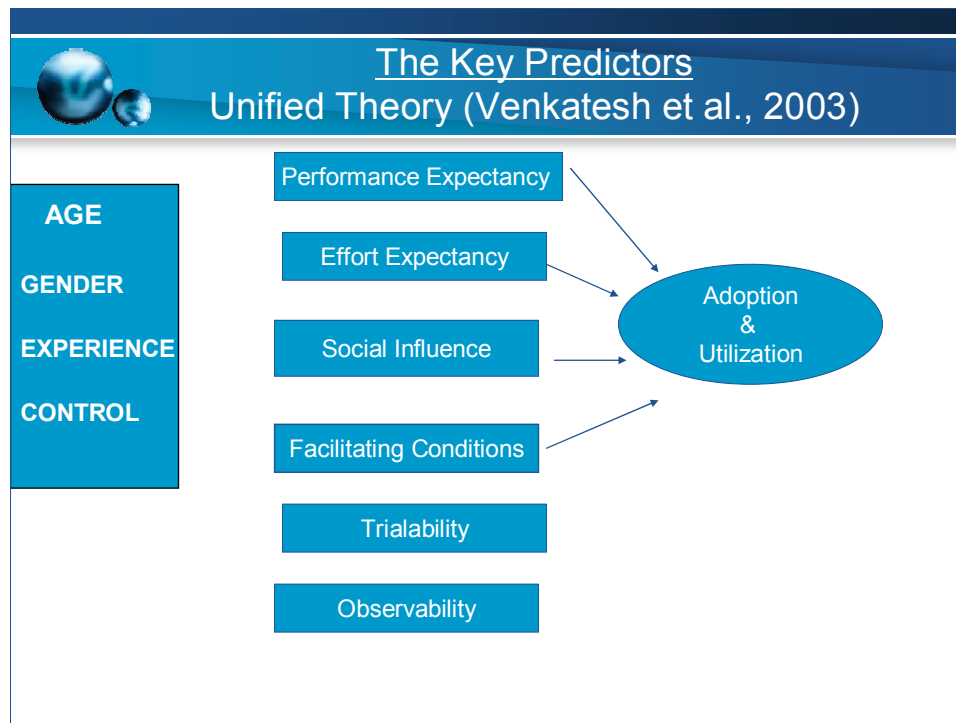 The Key Predictors
Unified Theory (Venkatesh et al., 2003)
AGE
GENDER
EXPERIENCE
CONTROL
Performance Expectancy
Effort Expectancy
Social Influence
Facilitating Conditions
Trialability
Observability
Adoption
&
Utilization